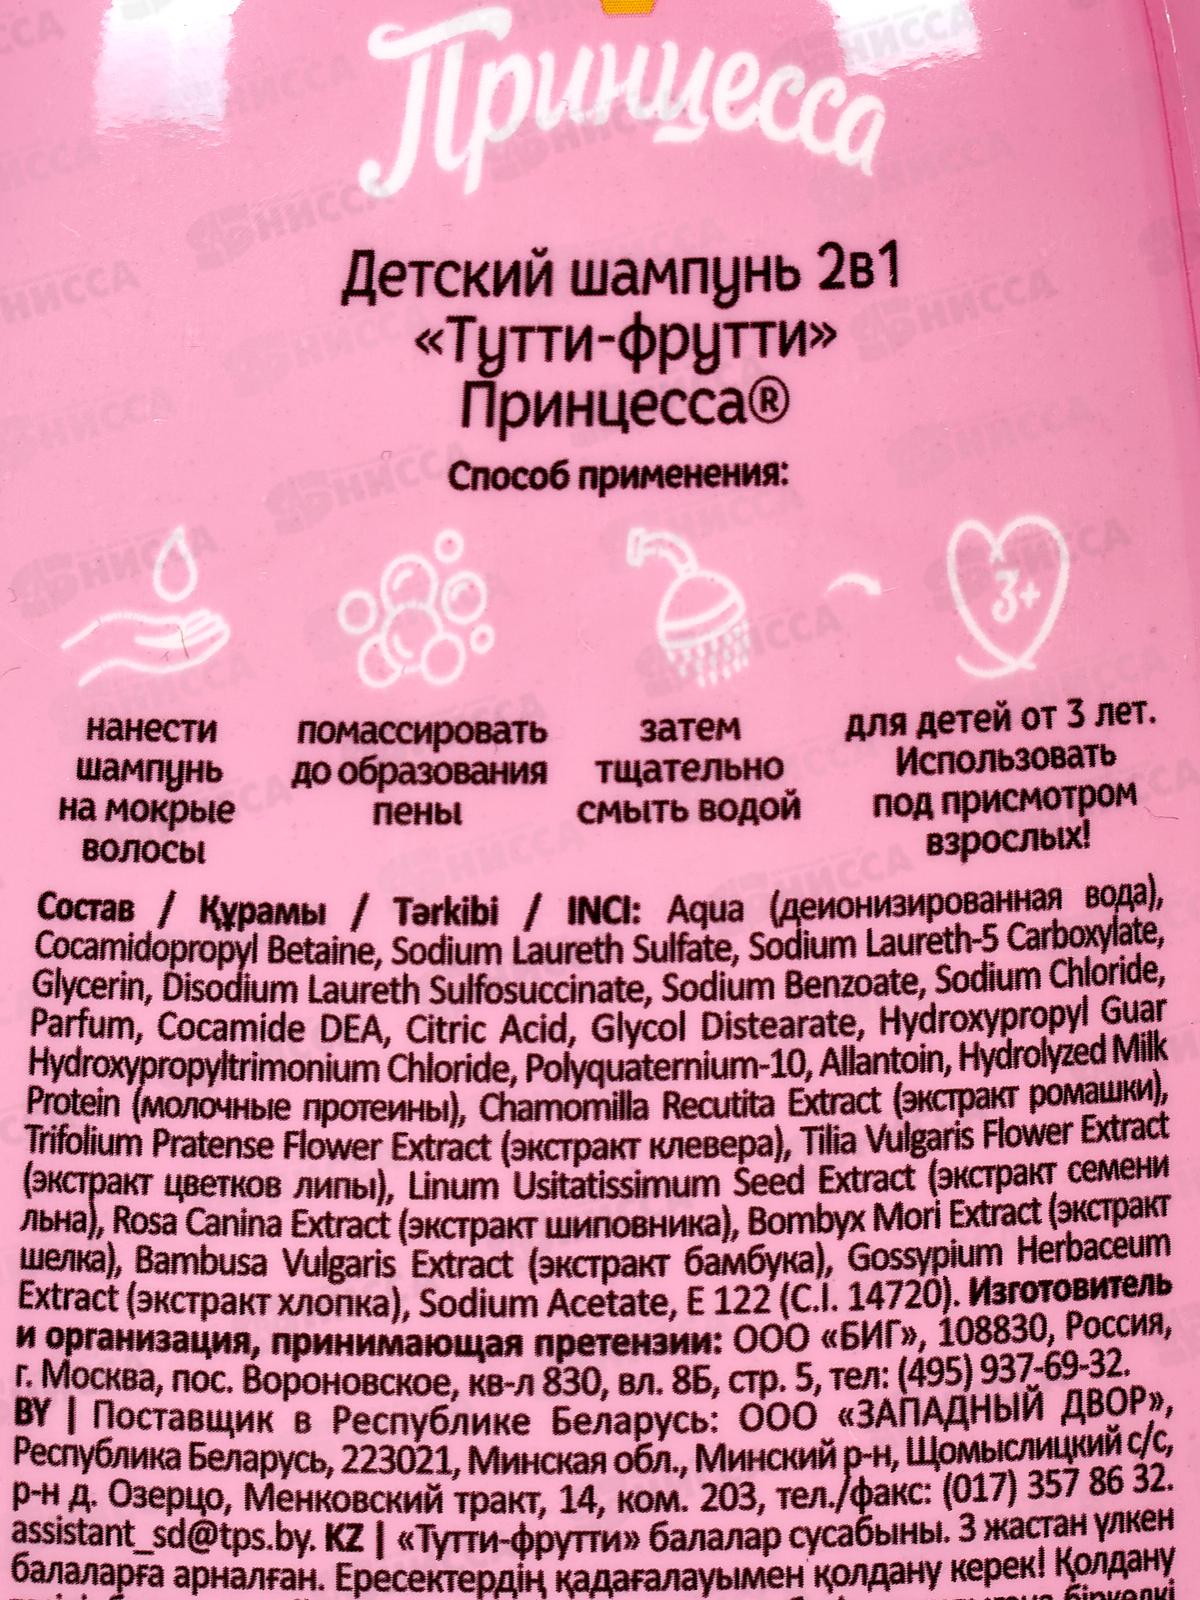 Принцесса
Детский шампунь 2в1
«Тутти-фрутти»
Принцесса®
Способ применения:
3+
нанести
шампунь
на мокрые
волосы
помассировать
до образования
пены
затем
тщательно
смыть водой
для детей от 3 лет.
Использовать
под присмотром
взрослых!
Состав / Құрамы / Tərkibi / INCI: Aqua (деионизированная вода),
Cocamidopropyl Betaine, Sodium Laureth Sulfate, Sodium Laureth-5 Carboxylate,
Glycerin, Disodium Laureth Sulfosuccinate, Sodium Benzoate, Sodium Chloride,
Parfum, Cocamide DEA, Citric Acid, Glycol Distearate, Hydroxypropyl Guar
Hydroxypropyltrimonium Chloride, Polyquaternium-10, Allantoin, Hydrolyzed Milk
Protein (молочные протеины), Chamomilla Recutita Extract (экстракт ромашки),
Trifolium Pratense Flower Extract (экстракт клевера), Tilia Vulgaris Flower Extract
(экстракт цветков липы), Linum Usitatissimum Seed Extract (экстракт семени
льна), Rosa Canina Extract (экстракт шиповника), Bombyx Mori Extract (экстракт
шелка), Bambusa Vulgaris Extract (экстракт бамбука), Gossypium Herbaceum
Extract (экстракт хлопка), Sodium Acetate, E 122 (C.I. 14720). Изготовитель
и организация, принимающая претензии: ООО «БИГ», 108830, Россия,
г. Москва, пос. Вороновское, кв-л 830, вл. 8Б, стр. 5, тел: (495) 937-69-32.
BY | Поставщик в Республике Беларусь: ООО «ЗАПАДНЫЙ ДВОР»,
Республика Беларусь, 223021, Минская обл., Минский р-н, Щомыслицкий с/с,
р-н д. Озерцо, Менковский тракт, 14, ком. 203, тел./факс: (017) 357 86 32.
assistant_sd@tps.by. KZ | «Тутти-фрутти» балалар сусабыны. 3 жастан үлкен
балаларға арналған. Ересектердің қадағалауымен қолдану керек! Қолдану
біркелкі